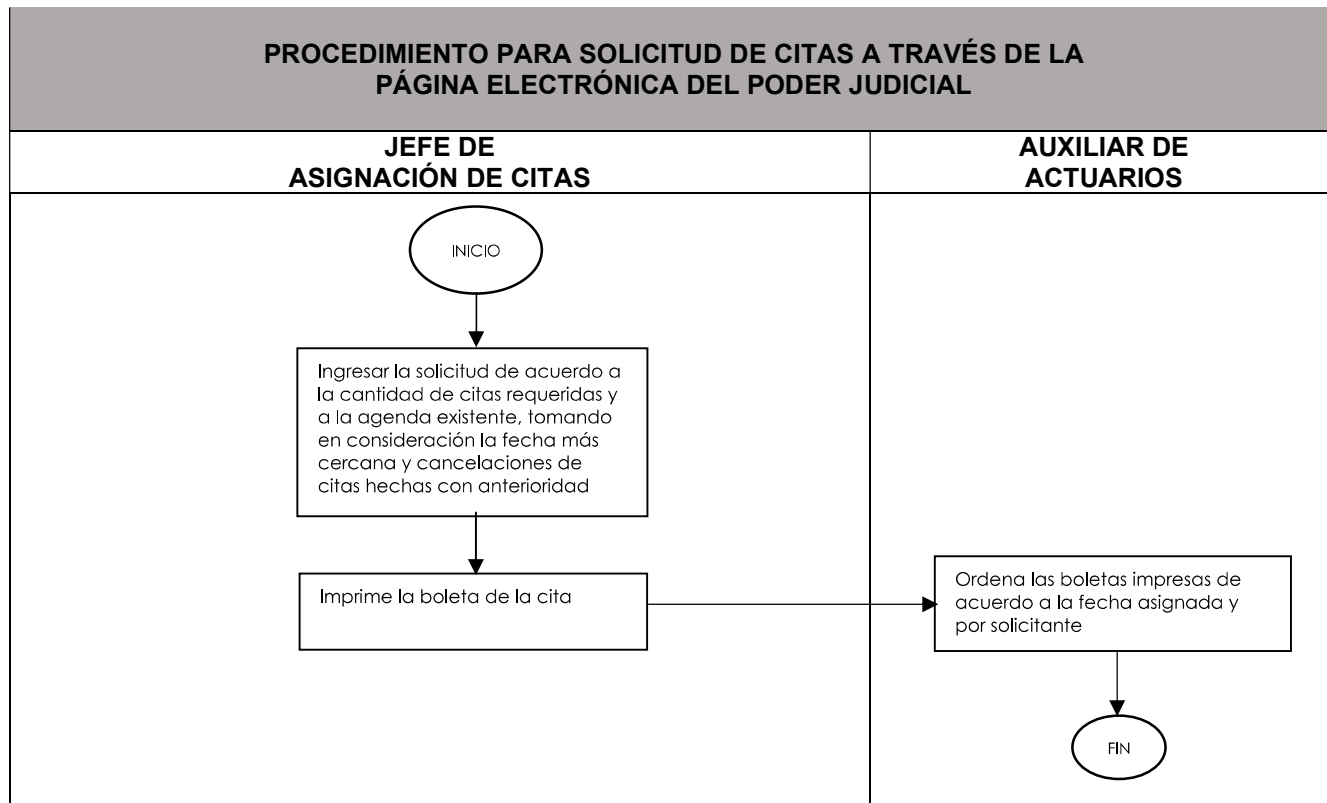 PROCEDIMIENTO PARA SOLICITUD DE CITAS A TRAVÉS DE LA
PÁGINA ELECTRÓNICA DEL PODER JUDICIAL
JEFE DE
ASIGNACIÓN DE CITAS
AUXILIAR DE
ACTUARIOS
INICIO
Ingresar la solicitud de acuerdo a
la cantidad de citas requeridas y
a la agenda existente, tomando
en consideración la fecha más
cercana y cancelaciones de
citas hechas con anterioridad
Imprime la boleta de la cita
Ordena las boletas impresas de
acuerdo a la fecha asignada y
por solicitante
FIN